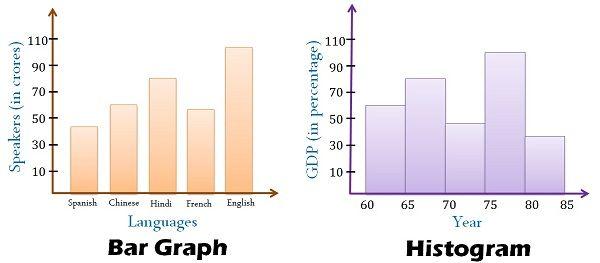 Speakers (in crores)
110
90
70
50
30
10
Spanish Chinese Hindi French English
Languages
Bar Graph
GDP (in percentage)
110
90
70
50
30
10
60 65 70 75 80 85
Year
Histogram